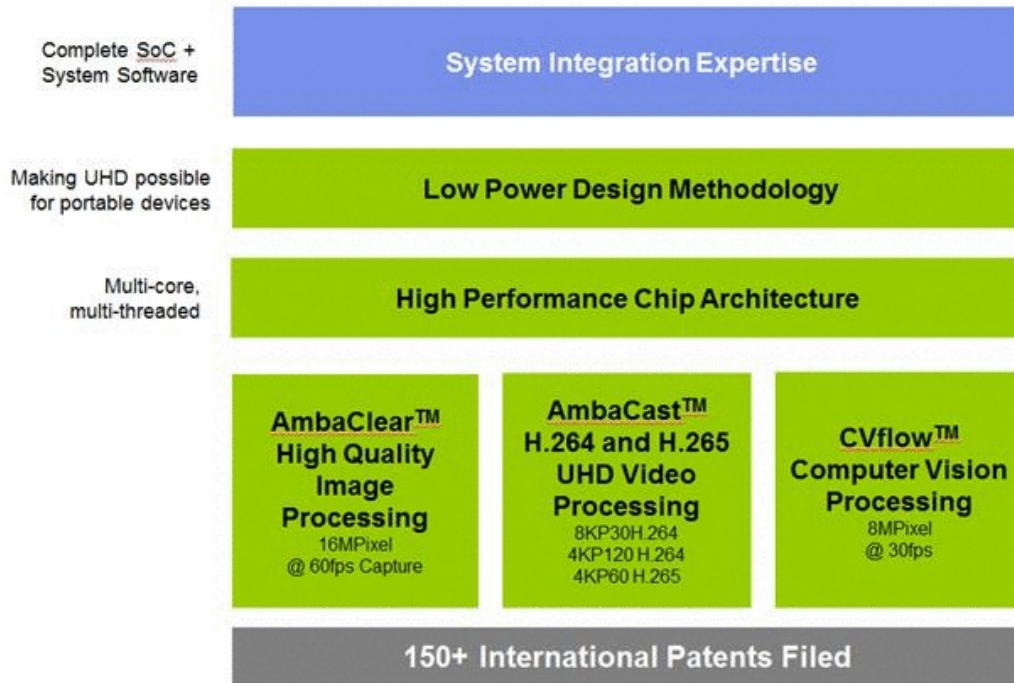 Complete SoC +
System Software
System Integration Expertise
Making UHD possible
for portable devices
Low Power Design Methodology
Multi-core,
multi-threaded
High Performance Chip Architecture
AmbaClear™
High Quality
Image
Processing
16MPixel
@ 60fps Capture
AmbaCast™
H.264 and H.265
UHD Video
Processing
8KP30H.264
4KP120 H.264
4KP60 H.265
CVflow™
Computer Vision
Processing
8MPixel
@ 30fps
150+ International Patents Filed